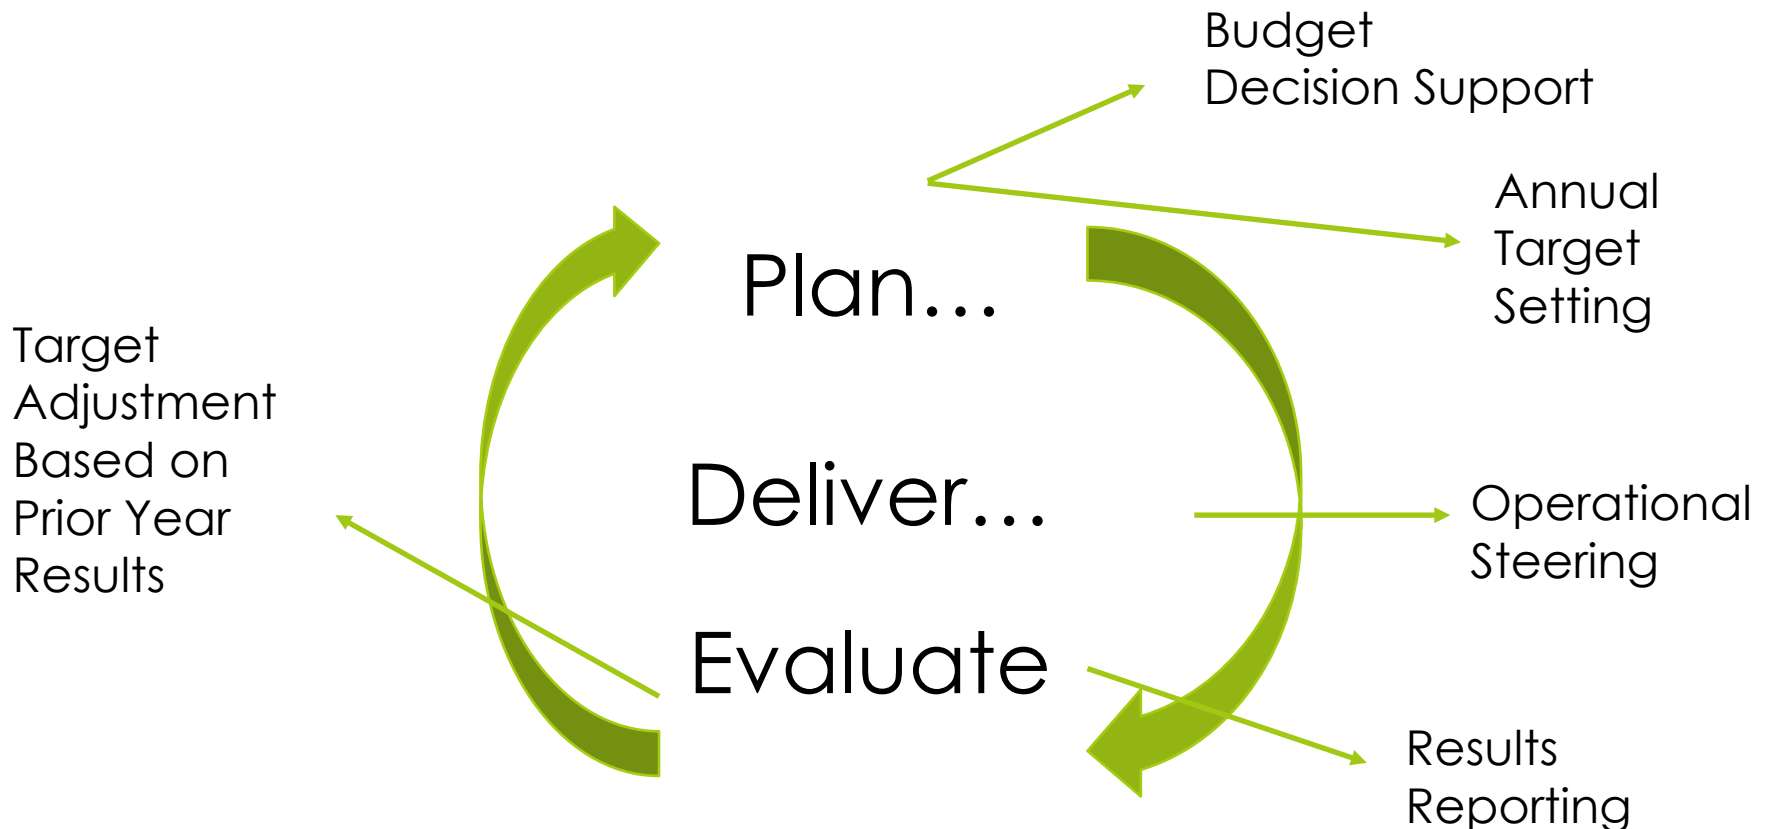 Budget
Decision Support
Annual
Target
Setting
Plan...
Target
Adjustment
Based on
Prior Year
Results
Deliver...
Operational
Steering
Evaluate
Results
Reporting